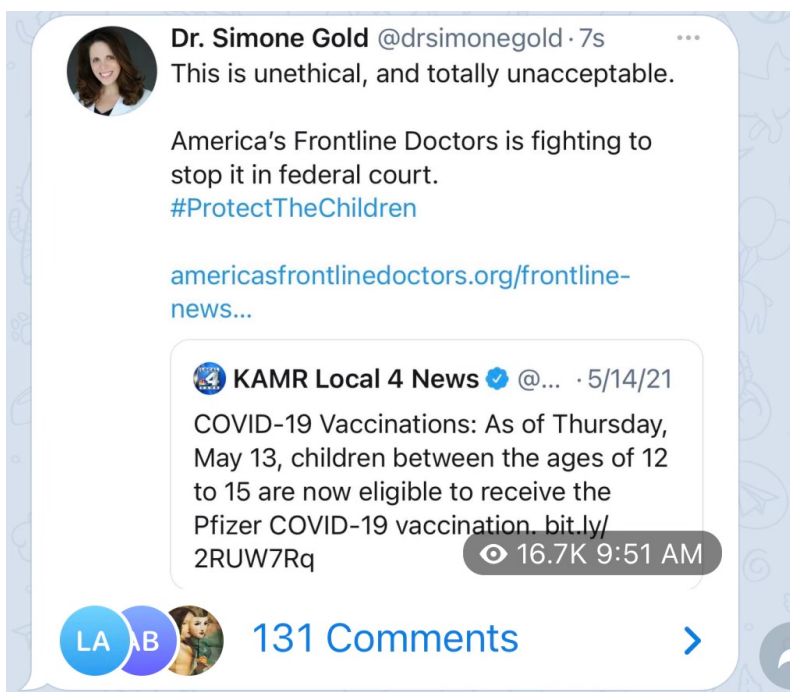 Dr. Simone Gold @drsimonegold · 7s
This is unethical, and totally unacceptable.
America's Frontline Doctors is fighting to
stop it in federal court.
#ProtectTheChildren
americasfrontlinedoctors.org/frontline-
news...
KAMR Local 4 News @... · 5/14/21
COVID-19 Vaccinations: As of Thursday,
May 13, children between the ages of 12
to 15 are now eligible to receive the
Pfizer COVID-19 vaccination. bit.ly/
2RUW7Rq
16.7K 9:51 AM
LA AB
131 Comments